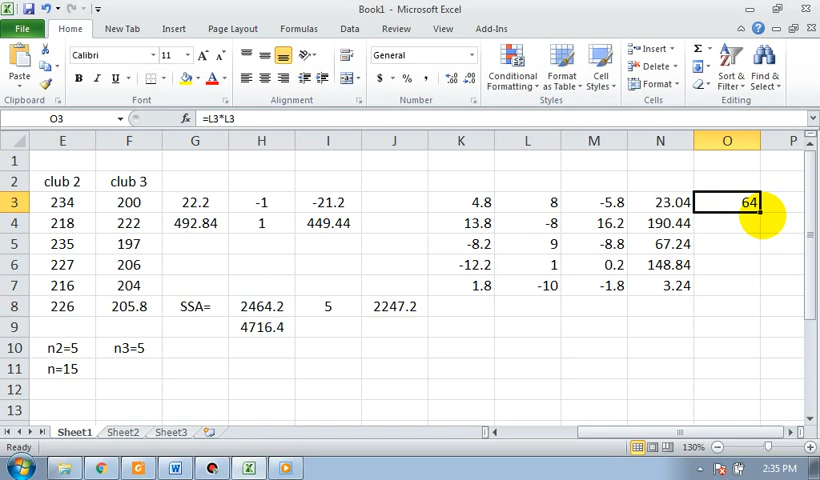 Book1 - Microsoft Excel
File Home Insert Page Layout Formulas Data Review View Add-Ins
Calibri 11 General Insert Σ
Paste B I U A $ % , Conditional Format Cell Delete Sort & Find &
Formatting as Table Styles Format Filter Select
Clipboard Font Alignment Number Styles Cells Editing
O3 fx =L3*L3
E F G H I J K L M N O P
1
2 club 2 club 3
3 234 200 22.2 -1 -21.2 4.8 8 -5.8 23.04 64
4 218 222 492.84 1 449.44 13.8 -8 16.2 190.44
5 235 197 -8.2 9 -8.8 67.24
6 227 206 -12.2 1 0.2 148.84
7 216 204 1.8 -10 -1.8 3.24
8 226 205.8 SSA= 2464.2 5 2247.2
9 4716.4
10 n2=5 n3=5
11 n=15
12
13
Sheet1 Sheet2 Sheet3
Ready 130%
2:35 PM